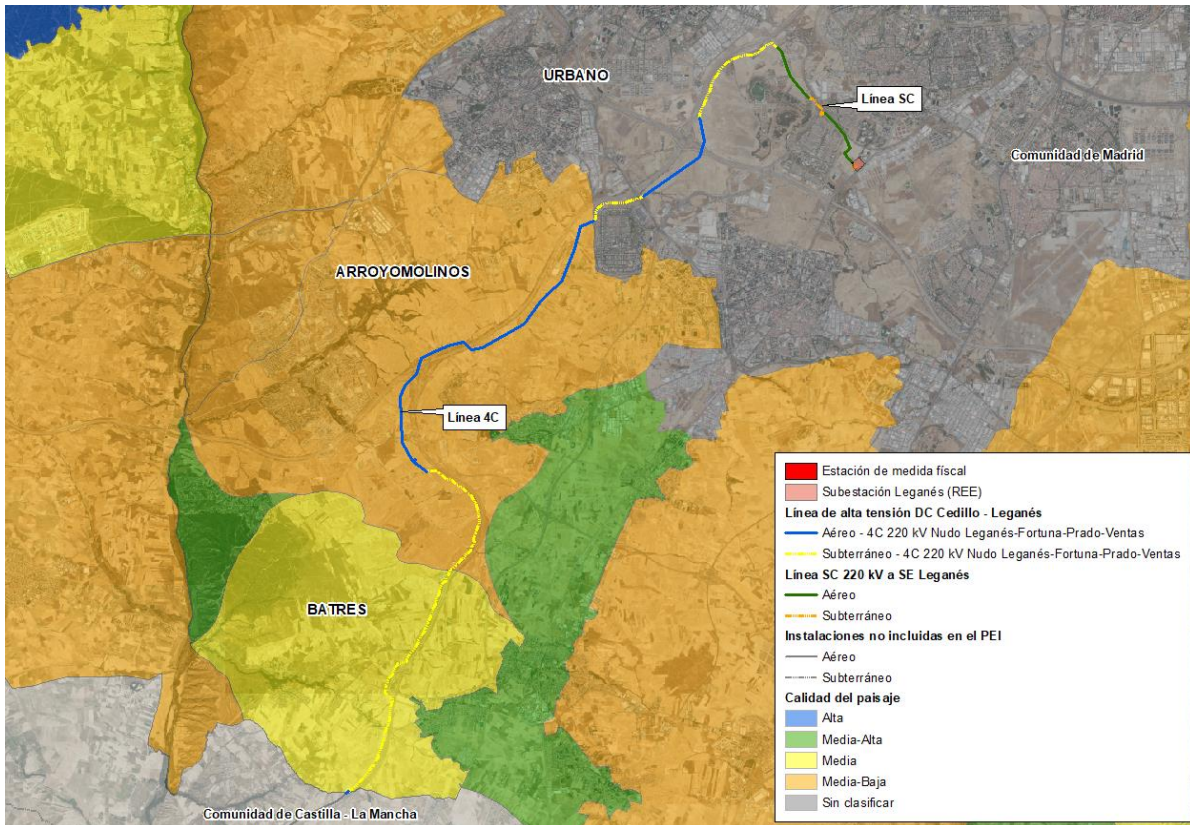 URBANO
Línea SC
Comunidad de Madrid
ARROYOMOLINOS
Línea 4C
BATRES
Comunidad de Castilla - La Mancha
Estación de medida físcal
Subestación Leganés (REE)
Línea de alta tensión DC Cedillo - Leganés
Aéreo - 4C 220 kV Nudo Leganés-Fortuna-Prado-Ventas
Subterráneo - 4C 220 kV Nudo Leganés-Fortuna-Prado-Ventas
Línea SC 220 kV a SE Leganés
Aéreo
Subterráneo
Instalaciones no incluidas en el PEI
Aéreo
Subterráneo
Calidad del paisaje
Alta
Media-Alta
Media
Media-Baja
Sin clasificar